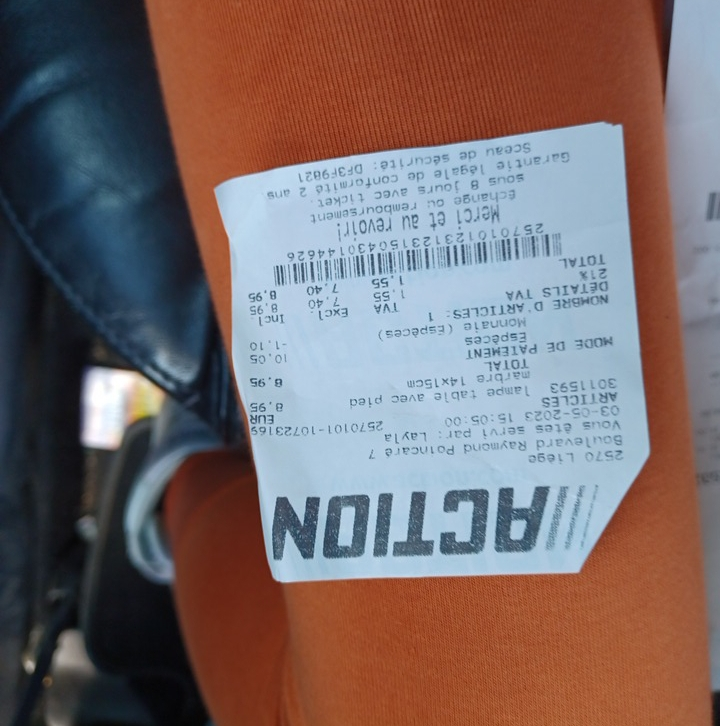 ACTION
2570 Liège
Boulevard Raymond Poincaré 7
Vous êtes servi par: Layla
03-05-2023 15:05:00 2570101-10723169
ARTICLES EUR
3011593 lampe table avec pied 8,95
marbre 14x15cm
TOTAL 8,95
MODE DE PAIEMENT
Espèces 10,05
Monnaie (Espèces) -1,10
NOMBRE D'ARTICLES: 1
DÉTAILS TVA TVA Excl. Incl
21% 1,55 7,40 8,95
TOTAL 1,55 7,40 8,95
257010123123150430144626
Merci et au revoir!
Echange ou remboursement
sous 8 jours avec ticket.
Garantie légale de conformité 2 ans
Sceau de sécurité: DF3F9821